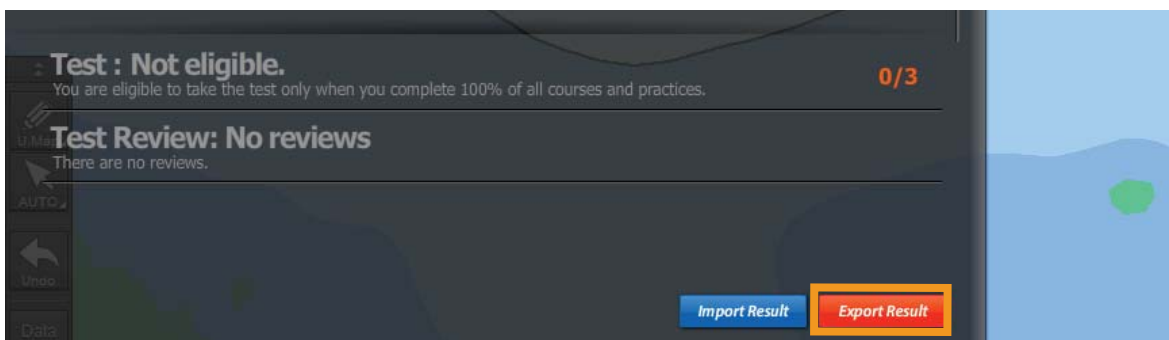 Test : Not eligible.
You are eligible to take the test only when you complete 100% of all courses and practices.
0/3
U.Map
Test Review: No reviews
There are no reviews.
AUTO
Undo
Data
Import Result
Export Result